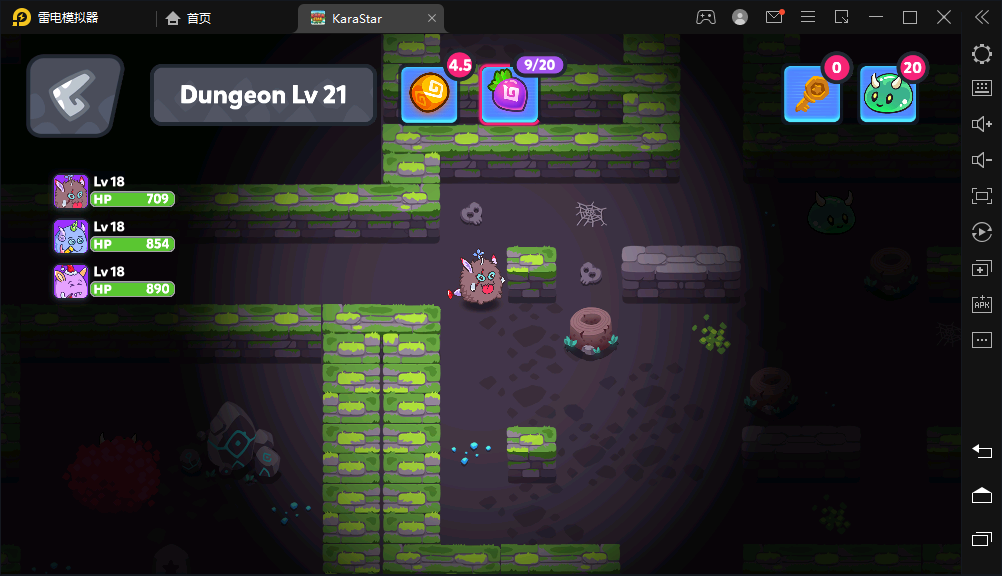 雷电模拟器
首页
KaraStar
Dungeon Lv 21
4.5
9/20
0
20
Lv 18
HP 709
Lv 18
HP 854
Lv 18
HP 890
APK